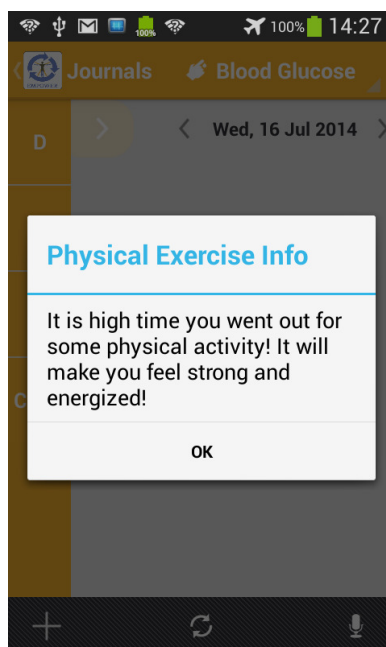 100% 100% 14:27
Journals Blood Glucose
D Wed, 16 Jul 2014
Physical Exercise Info
It is high time you went out for
some physical activity! It will
make you feel strong and
energized!
C
OK